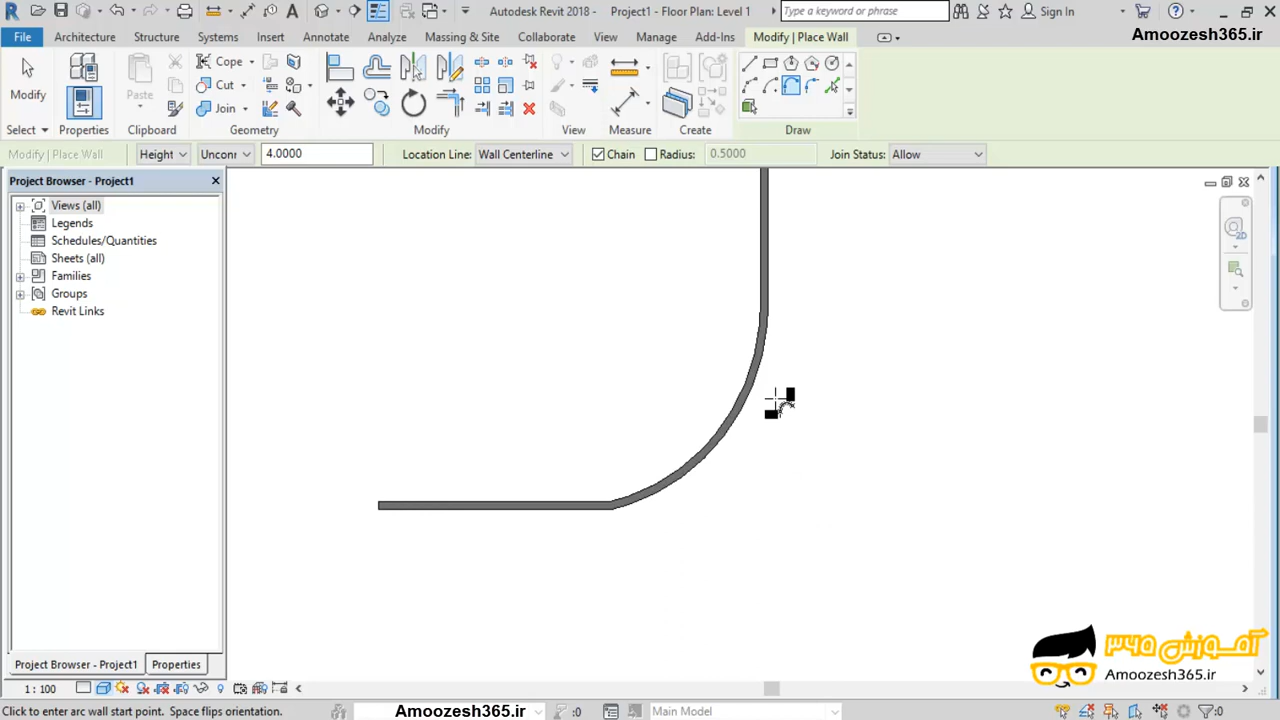 Autodesk Revit 2018 - Project1 - Floor Plan: Level 1
Type a keyword or phrase
Sign In
Amoozesh365.ir
File Architecture Structure Systems Insert Annotate Analyze Massing & Site Collaborate View Manage Add-Ins Modify | Place Wall
Modify
Paste
Cope
Cut
Join
Select Properties Clipboard Geometry Modify View Measure Create Draw
Modify | Place Wall
Height
Unconr
4.0000
Location Line: Wall Centerline
Chain
Radius: 0.5000
Join Status: Allow
Project Browser - Project1
Views (all)
Legends
Schedules/Quantities
Sheets (all)
Families
Groups
Revit Links
2D
Project Browser - Project1
Properties
آموزش ۳۶۵
Amoozesh365.ir
1 : 100
Click to enter arc wall start point. Space flips orientation.
Amoozesh365.ir
:0
Main Model
:0